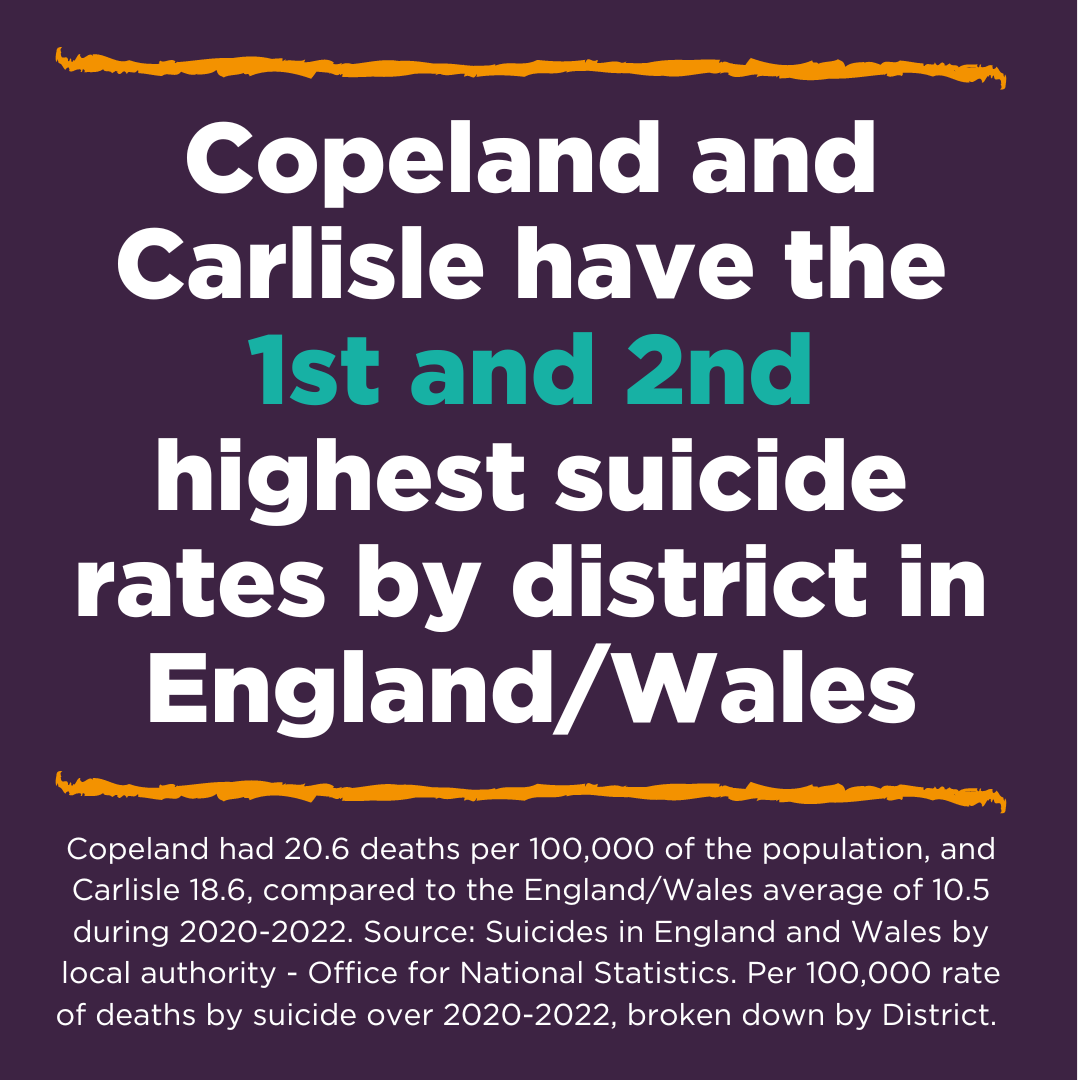 Copeland and
Carlisle have the
1st and 2nd
highest suicide
rates by district in
England/Wales
Copeland had 20.6 deaths per 100,000 of the population, and
Carlisle 18.6, compared to the England/Wales average of 10.5
during 2020-2022. Source: Suicides in England and Wales by
local authority - Office for National Statistics. Per 100,000 rate
of deaths by suicide over 2020-2022, broken down by District.